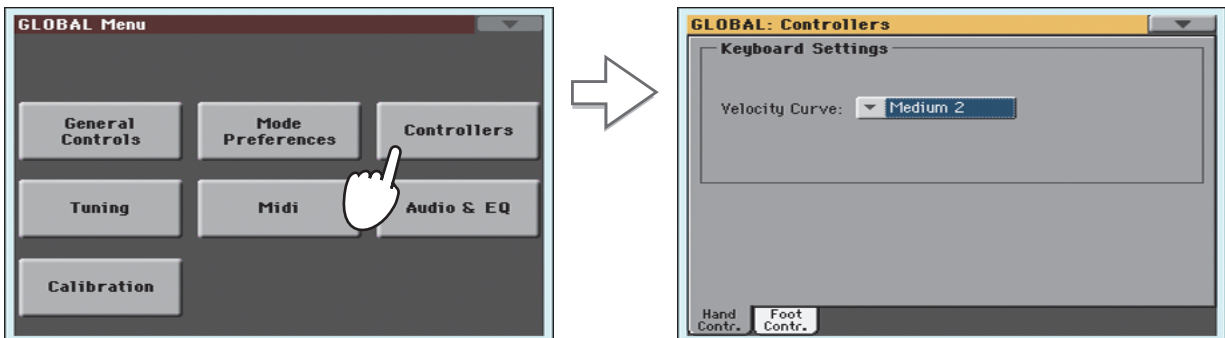 GLOBAL Menu
General
Controls
Mode
Preferences
Controllers
Tuning
Midi
Audio & EQ
Calibration
GLOBAL: Controllers
Keyboard Settings
Velocity Curve: Medium 2
Hand
Contr.
Foot
Contr.